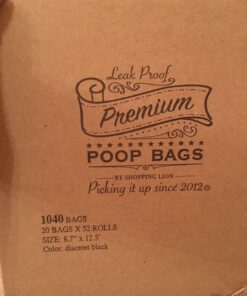 Leak Proof
Premium
POOP BAGS
BY SHOPPING LION
Picking it up since 2012®
1040 BAGS
20 BAGS X 52 ROLLS
SIZE: 8.7" x 12.5"
Color: discreet black